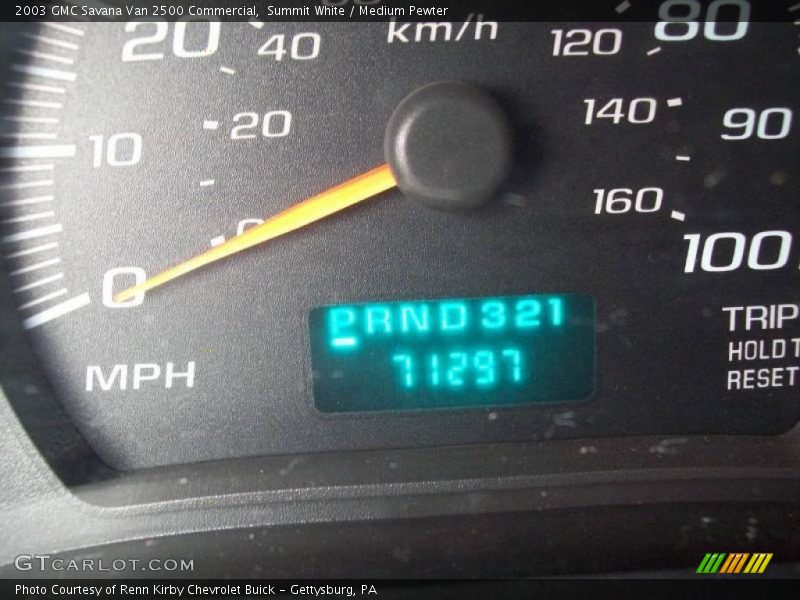 2003 GMC Savana Van 2500 Commercial, Summit White / Medium Pewter
20 40 km/h 120 80
20 140 90
10
0 160
100
0
PRND321
TRIP
HOLD T
71297
MPH
RESET
GTCARLOT.COM
Photo Courtesy of Renn Kirby Chevrolet Buick - Gettysburg, PA